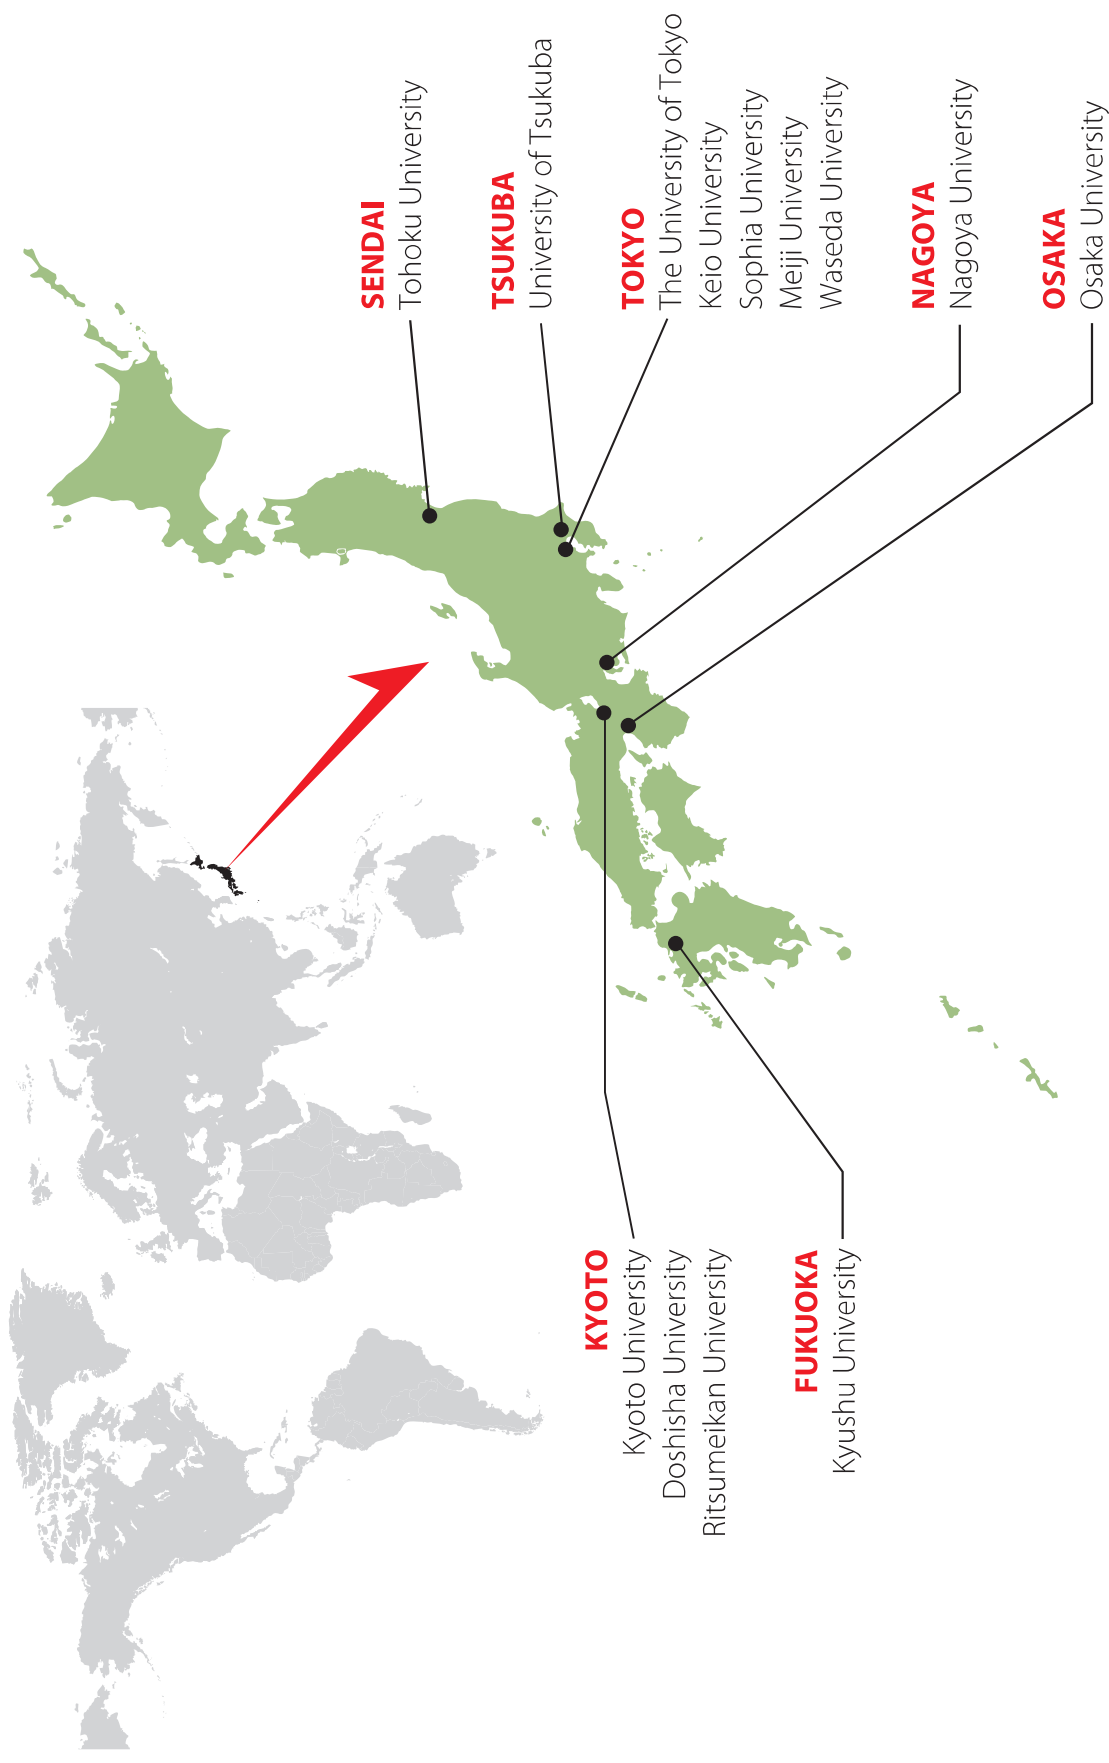 SENDAI
Tohoku University
TSUKUBA
University of Tsukuba
TOKYO
The University of Tokyo
Keio University
Sophia University
Meiji University
Waseda University
NAGOYA
Nagoya University
OSAKA
Osaka University
KYOTO
Kyoto University
Doshisha University
Ritsumeikan University
FUKUOKA
Kyushu University